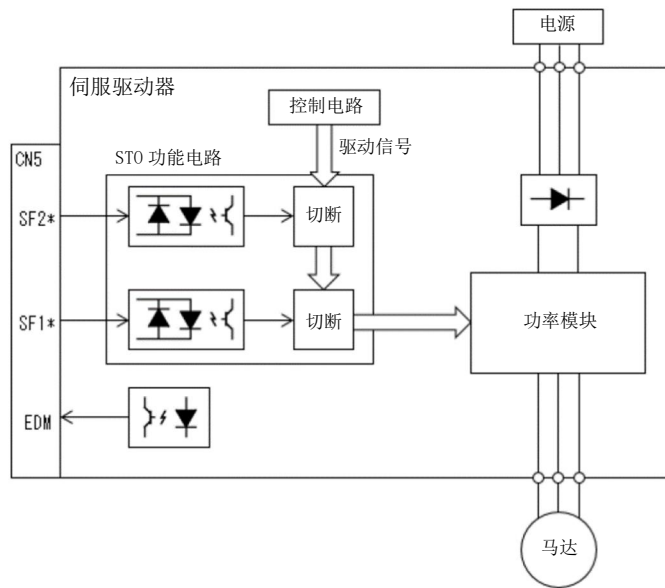 电源
伺服驱动器
控制电路
CN5
STO 功能电路
驱动信号
SF2*
切断
SF1*
切断
功率模块
EDM
马达